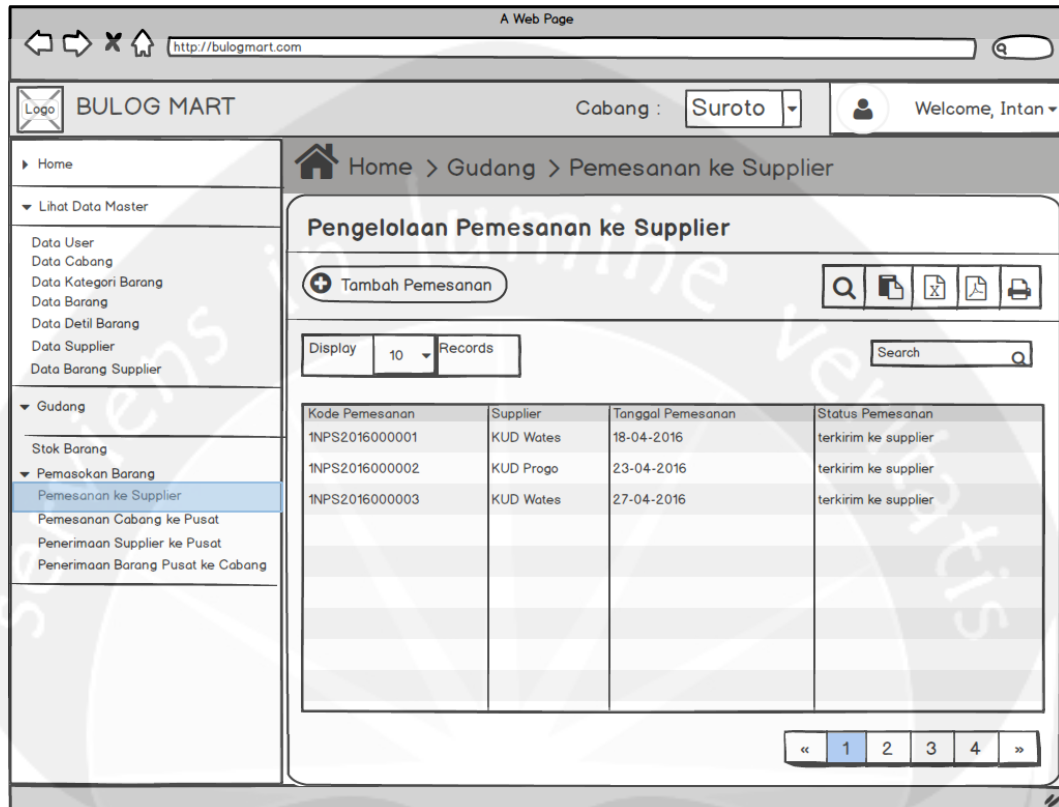 A Web Page
http://bulogmart.com
Logo BULOG MART Cabang : Suroto Welcome, Intan
Home
Lihat Data Master
Data User
Data Cabang
Data Kategori Barang
Data Barang
Data Detil Barang
Data Supplier
Data Barang Supplier
Gudang
Stok Barang
Pemasokan Barang
Pemesanan ke Supplier
Pemesanan Cabang ke Pusat
Penerimaan Supplier ke Pusat
Penerimaan Barang Pusat ke Cabang
Home > Gudang > Pemesanan ke Supplier
Pengelolaan Pemesanan ke Supplier
Tambah Pemesanan
Display 10 Records
Search
Kode Pemesanan Supplier Tanggal Pemesanan Status Pemesanan
1NPS2016000001 KUD Wates 18-04-2016 terkirim ke supplier
1NPS2016000002 KUD Progo 23-04-2016 terkirim ke supplier
1NPS2016000003 KUD Wates 27-04-2016 terkirim ke supplier
« 1 2 3 4 »
serviens in lumine veritatis